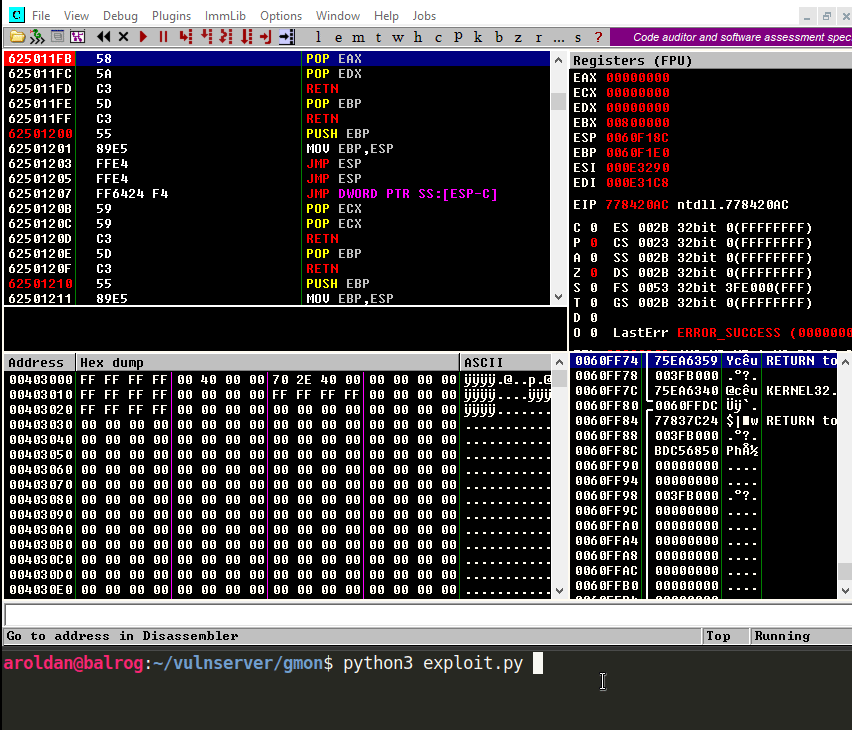 C File View Debug Plugins ImmLib Options Window Help Jobs
l e m t w h c P k b z r ... s ? Code auditor and software assessment spec
625011FB 58 POP EAX
625011FC 5A POP EDX
625011FD C3 RETN
625011FE 5D POP EBP
625011FF C3 RETN
62501200 55 PUSH EBP
62501201 89E5 MOV EBP,ESP
62501203 FFE4 JMP ESP
62501205 FFE4 JMP ESP
62501207 FF6424 F4 JMP DWORD PTR SS:[ESP-C]
6250120B 59 POP ECX
6250120C 59 POP ECX
6250120D C3 RETN
6250120E 5D POP EBP
6250120F C3 RETN
62501210 55 PUSH EBP
62501211 89E5 MOV EBP,ESP
Registers (FPU)
EAX 00000000
ECX 00000000
EDX 00000000
EBX 00800000
ESP 0060F18C
EBP 0060F1E0
ESI 000E3290
EDI 000E31C8
EIP 778420AC ntdll.778420AC
C 0 ES 002B 32bit 0(FFFFFFFF)
P 0 CS 0023 32bit 0(FFFFFFFF)
A 0 SS 002B 32bit 0(FFFFFFFF)
Z 0 DS 002B 32bit 0(FFFFFFFF)
S 0 FS 0053 32bit 3FE000(FFF)
T 0 GS 002B 32bit 0(FFFFFFFF)
D 0
O 0 LastErr ERROR_SUCCESS (0000000
Address Hex dump ASCII
00403000 FF FF FF FF 00 40 00 00 70 2E 40 00 00 00 00 00 ÿÿÿÿ.@..p.@
00403010 FF FF FF FF 00 00 00 00 FF FF FF FF 00 00 00 00 ÿÿÿÿ....ÿÿÿ
00403020 FF FF FF FF 00 00 00 00 00 00 00 00 00 00 00 00 ÿÿÿÿ.......
00403030 00 00 00 00 00 00 00 00 00 00 00 00 00 00 00 00 ...........
00403040 00 00 00 00 00 00 00 00 00 00 00 00 00 00 00 00 ...........
00403050 00 00 00 00 00 00 00 00 00 00 00 00 00 00 00 00 ...........
00403060 00 00 00 00 00 00 00 00 00 00 00 00 00 00 00 00 ...........
00403070 00 00 00 00 00 00 00 00 00 00 00 00 00 00 00 00 ...........
00403080 00 00 00 00 00 00 00 00 00 00 00 00 00 00 00 00 ...........
00403090 00 00 00 00 00 00 00 00 00 00 00 00 00 00 00 00 ...........
004030A0 00 00 00 00 00 00 00 00 00 00 00 00 00 00 00 00 ...........
004030B0 00 00 00 00 00 00 00 00 00 00 00 00 00 00 00 00 ...........
004030C0 00 00 00 00 00 00 00 00 00 00 00 00 00 00 00 00 ...........
004030D0 00 00 00 00 00 00 00 00 00 00 00 00 00 00 00 00 ...........
004030E0 00 00 00 00 00 00 00 00 00 00 00 00 00 00 00 00 ...........
0060FF74 75EA6359 Ycêu RETURN to
0060FF78 003FB000 .°?.
0060FF7C 75EA6340 @cêu KERNEL32.
0060FF80 0060FFDC Üÿ`.
0060FF84 77837C24 $|■w RETURN to
0060FF88 003FB000 .°?.
0060FF8C BDC56850 PhÅ½
0060FF90 00000000 ....
0060FF94 00000000 ....
0060FF98 003FB000 .°?.
0060FF9C 00000000 ....
0060FFA0 00000000 ....
0060FFA4 00000000 ....
0060FFA8 00000000 ....
0060FFAC 00000000 ....
0060FFB0 00000000 ....
Go to address in Disassembler Top Running
aroldan@balrog:~/vulnserver/gmon$ python3 exploit.py